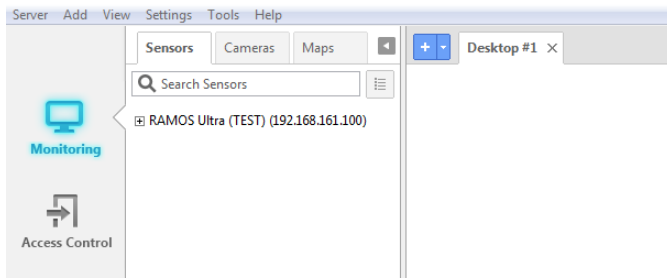 Server Add View Settings Tools Help
Sensors Cameras Maps
+ Desktop #1 ×
Search Sensors
RAMOS Ultra (TEST) (192.168.161.100)
Monitoring
Access Control